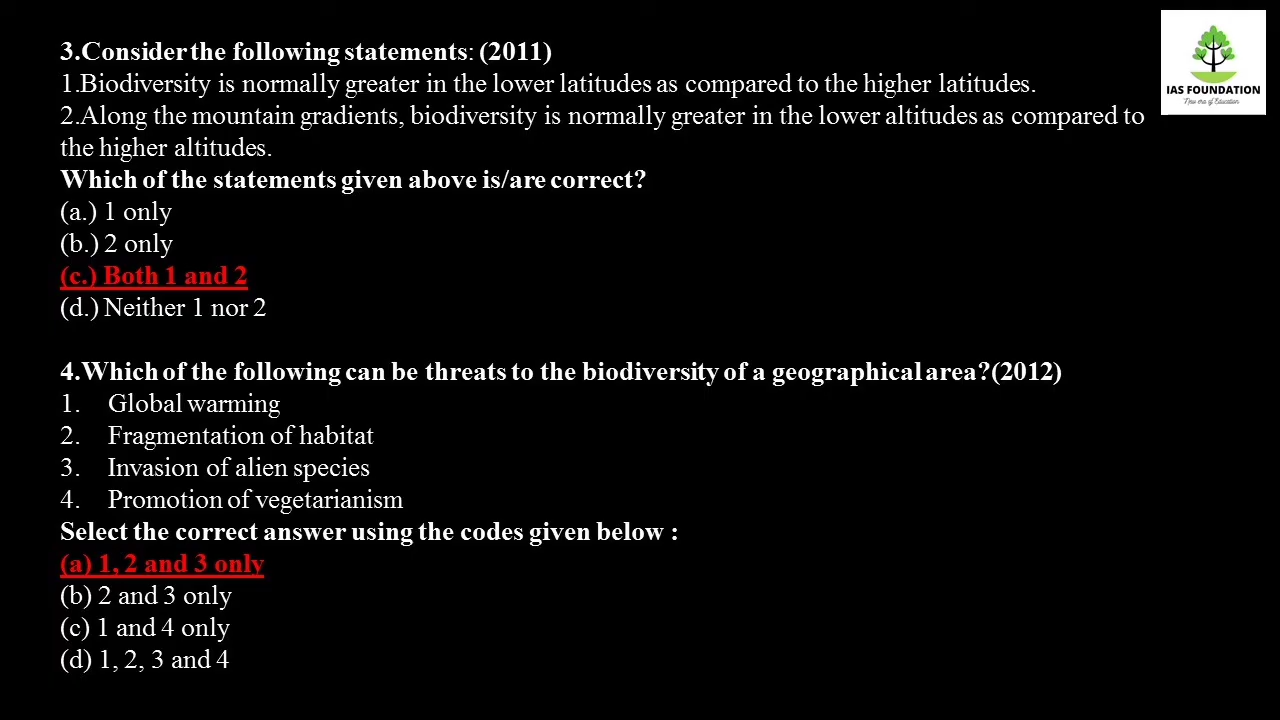 3.Consider the following statements: (2011)
1.Biodiversity is normally greater in the lower latitudes as compared to the higher latitudes.
2.Along the mountain gradients, biodiversity is normally greater in the lower altitudes as compared to
the higher altitudes.
Which of the statements given above is/are correct?
(a.) 1 only
(b.) 2 only
(c.) Both 1 and 2
(d.) Neither 1 nor 2
4.Which of the following can be threats to the biodiversity of a geographical area?(2012)
1. Global warming
2. Fragmentation of habitat
3. Invasion of alien species
4. Promotion of vegetarianism
Select the correct answer using the codes given below :
(a) 1, 2 and 3 only
(b) 2 and 3 only
(c) 1 and 4 only
(d) 1, 2, 3 and 4
IAS FOUNDATION
New era of Education